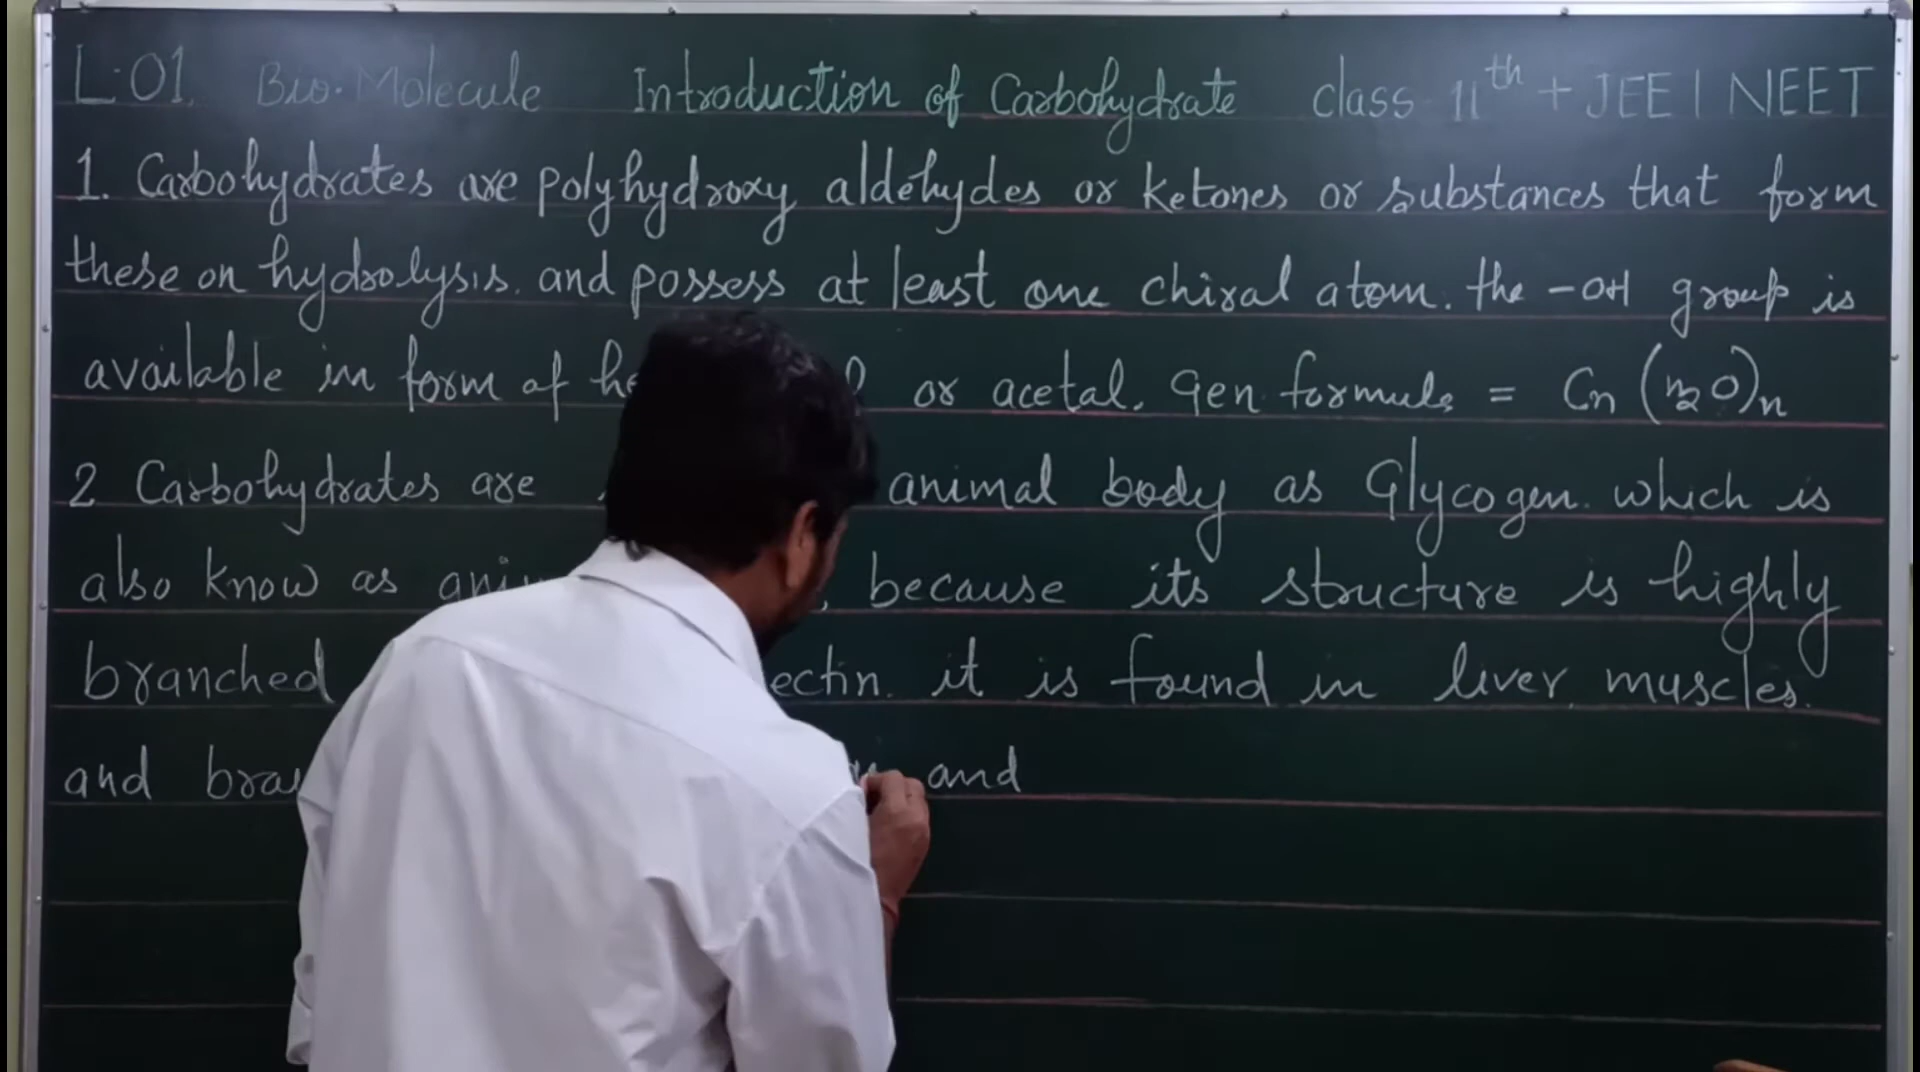 L:01. Bio. Molecule Introduction of Carbohydrate class 11th + JEE | NEET
1. Carbohydrates are polyhydroxy aldehydes or ketones or substances that form
these on hydrolysis. and possess at least one chiral atom. the -OH group is
available in form of or acetal. Gen. formula = Cn (H2O)n
2 Carbohydrates are animal body as Glycogen. which is
also know as because its structure is highly
branched it is found in liver, muscles.
and and